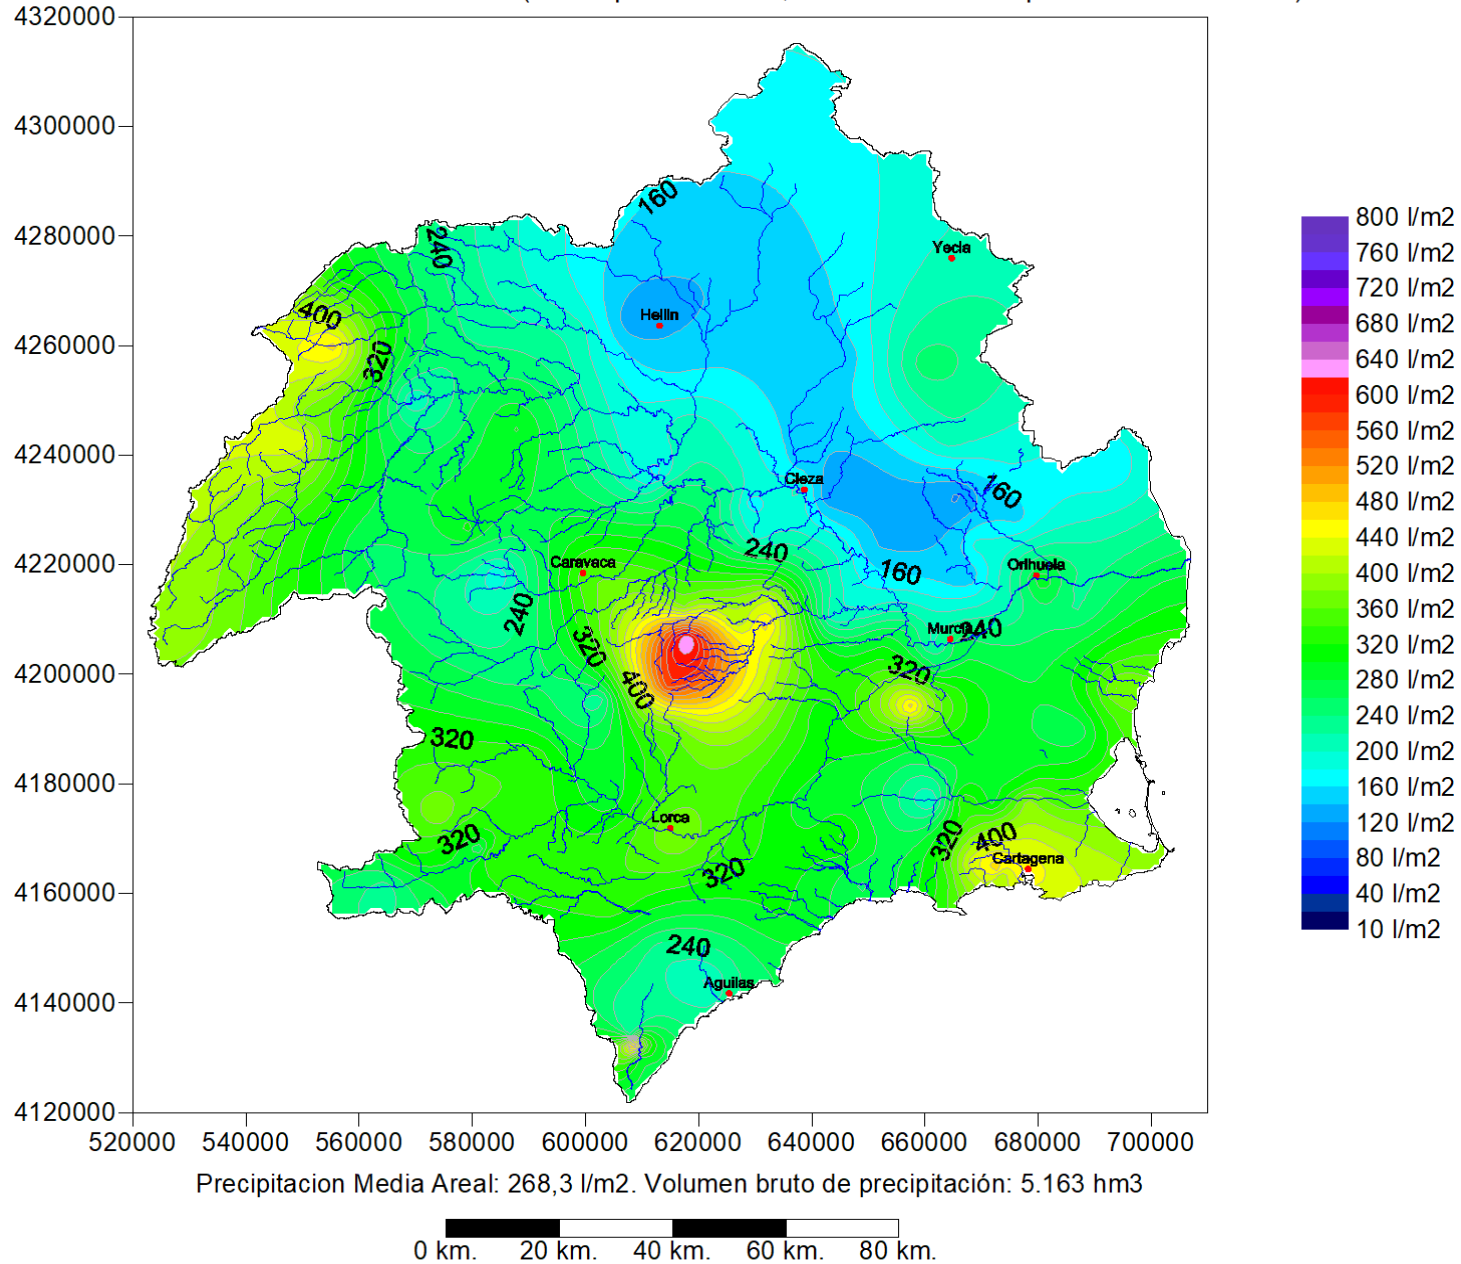 4320000
4300000
4280000
4260000
4240000
4220000
4200000
4180000
4160000
4140000
4120000
520000 540000 560000 580000 600000 620000 640000 660000 680000 700000
160
240
Yecla
400
Hellin
320
Cieza
160
240
Caravaca
160
Orihuela
240
Murcia
240
320
320
400
320
Lorca
320
320
400
Cartagena
320
240
Aguilas
800 l/m2
760 l/m2
720 l/m2
680 l/m2
640 l/m2
600 l/m2
560 l/m2
520 l/m2
480 l/m2
440 l/m2
400 l/m2
360 l/m2
320 l/m2
280 l/m2
240 l/m2
200 l/m2
160 l/m2
120 l/m2
80 l/m2
40 l/m2
10 l/m2
Precipitacion Media Areal: 268,3 l/m2. Volumen bruto de precipitación: 5.163 hm3
0 km. 20 km. 40 km. 60 km. 80 km.